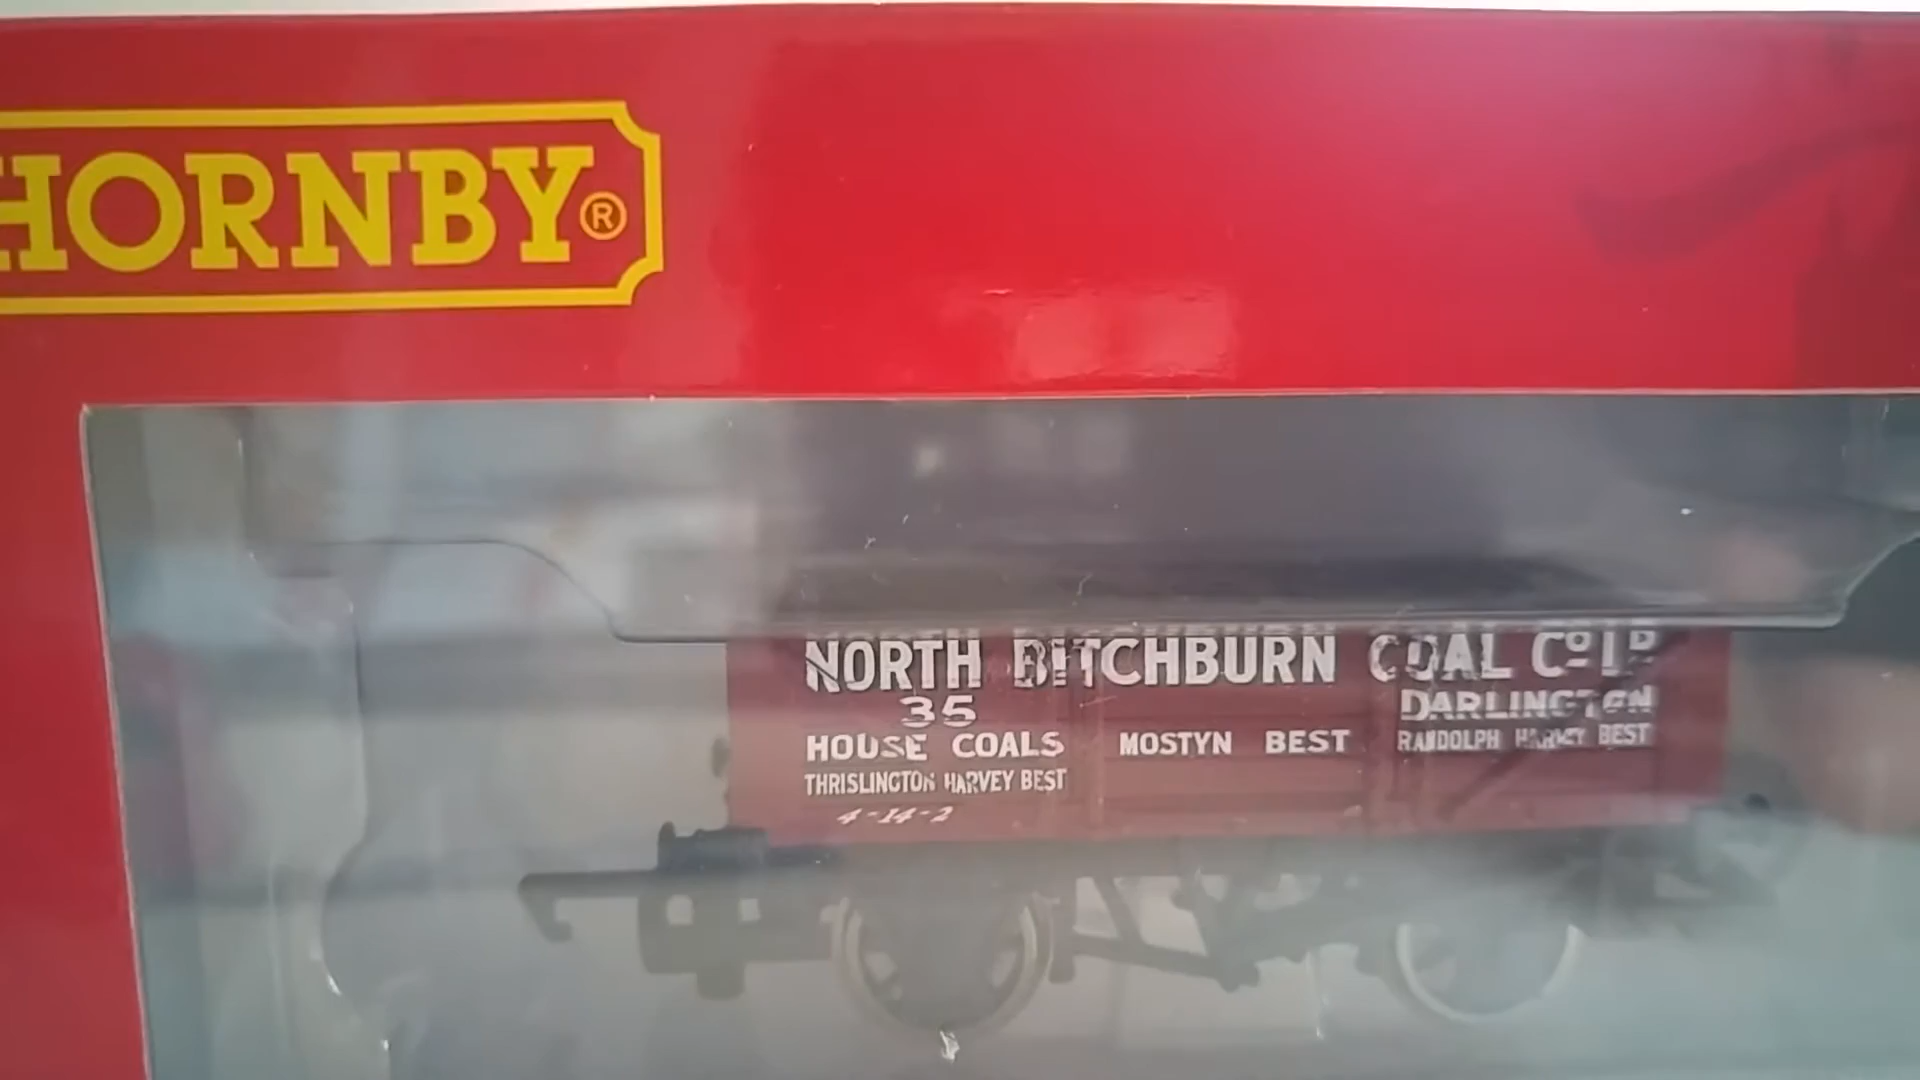 HORNBY®
NORTH BITCHBURN COAL Cº Lᴰ
35 DARLINGTON
HOUSE COALS MOSTYN BEST RANDOLPH HARVEY BEST
THRISLINGTON HARVEY BEST
4-14-2